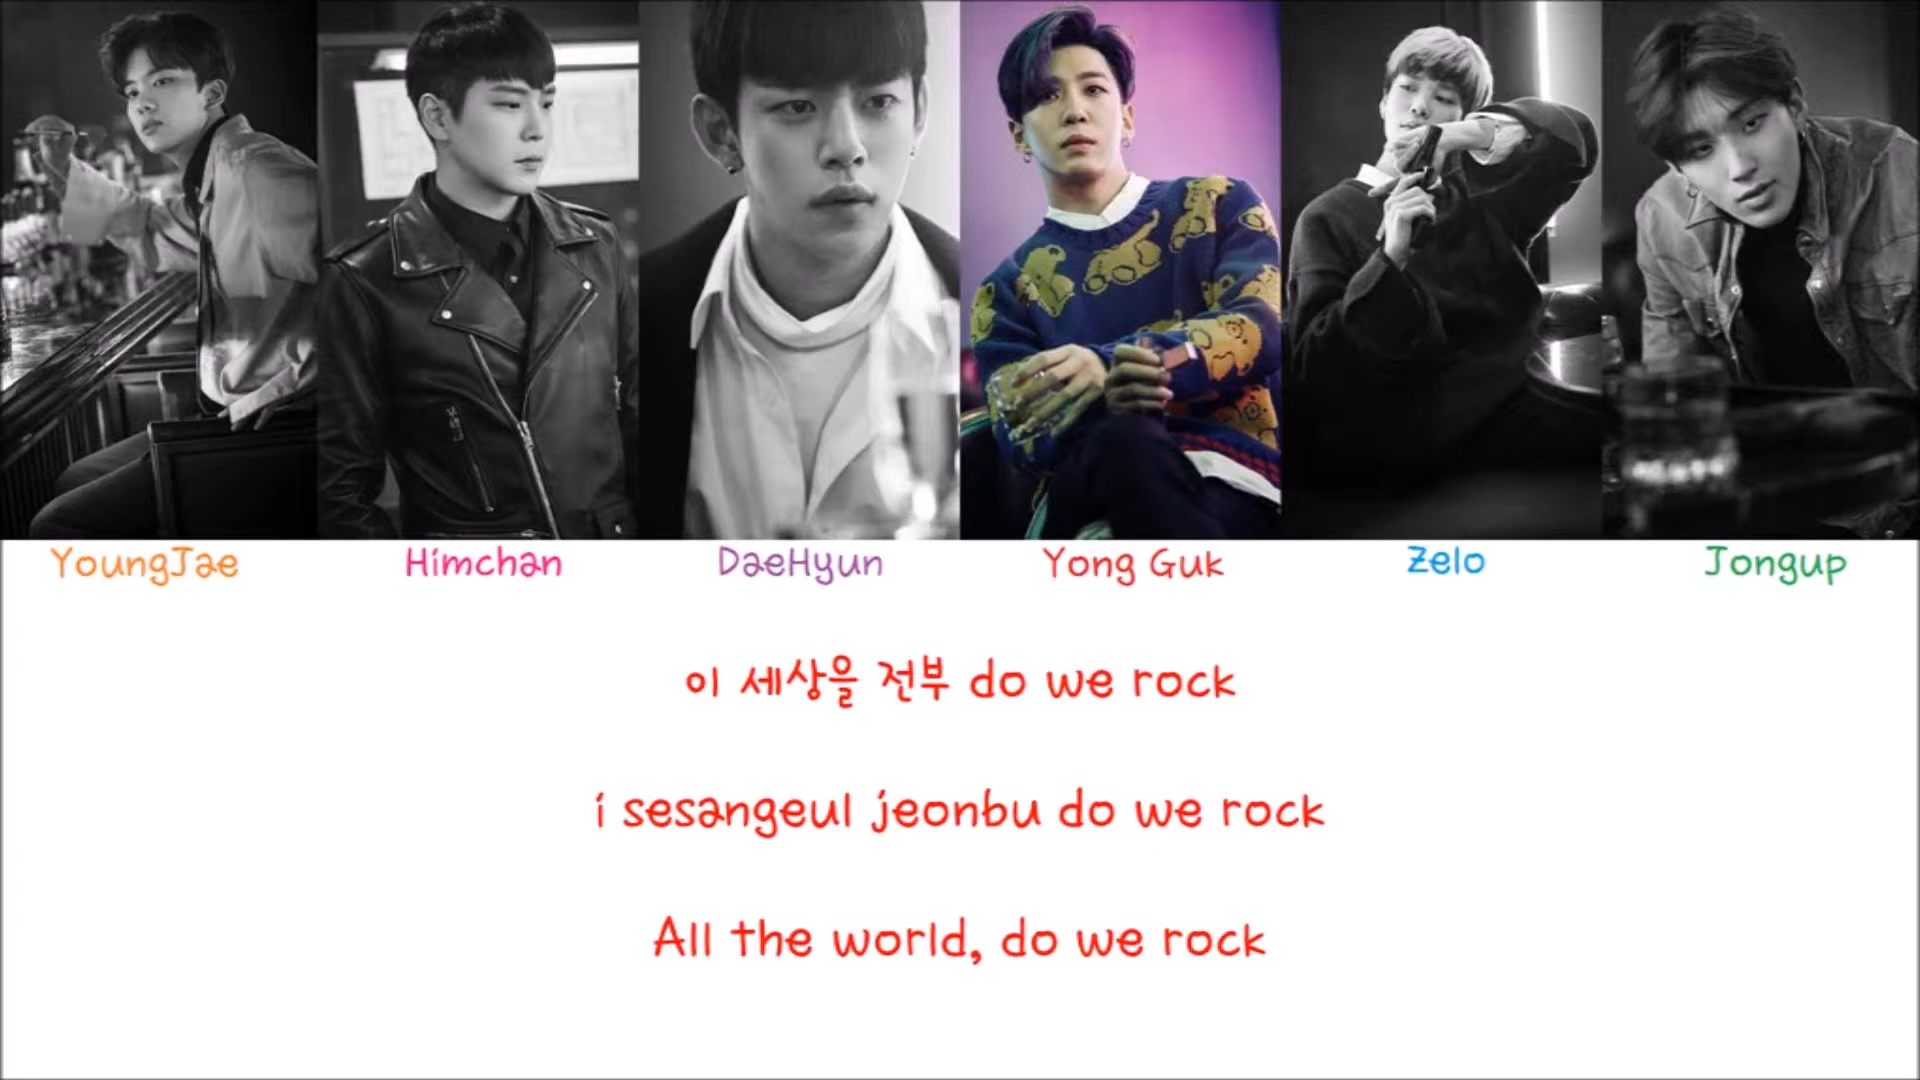 YoungJae Himchan DaeHyun Yong Guk Zelo Jongup
이 세상을 전부 do we rock
i sesangeul jeonbu do we rock
All the world, do we rock